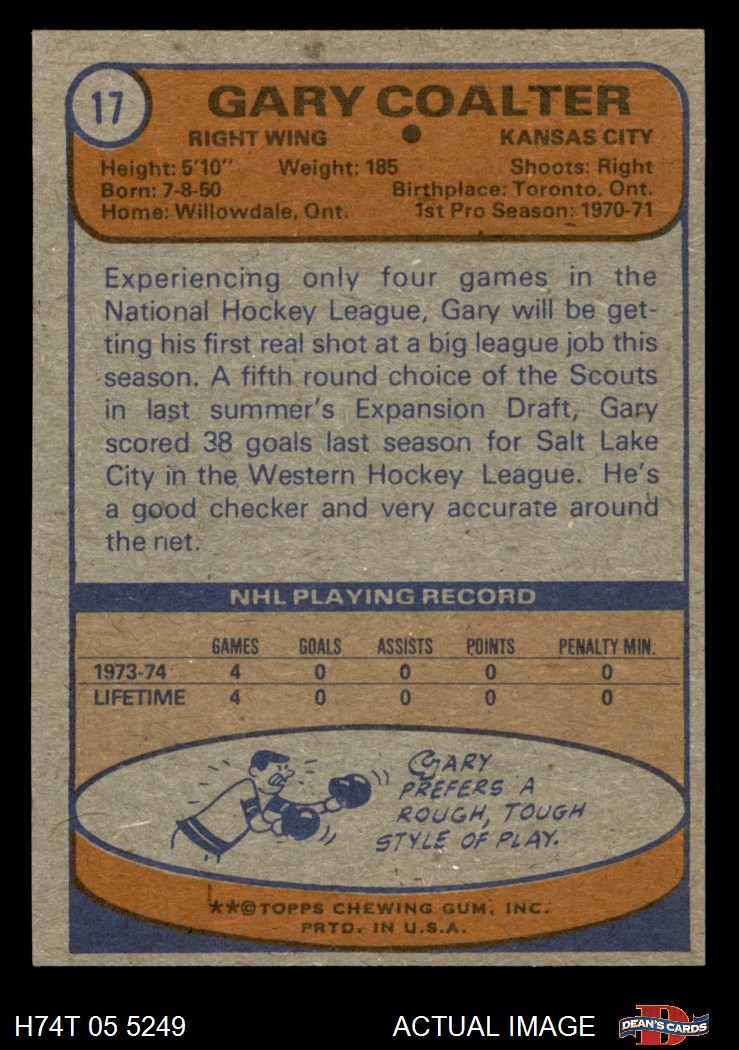 17
GARY COALTER
RIGHT WING ● KANSAS CITY
Height: 5'10" Weight: 185 Shoots: Right
Born: 7-8-50 Birthplace: Toronto, Ont.
Home: Willowdale, Ont. 1st Pro Season: 1970-71
Experiencing only four games in the
National Hockey League, Gary will be get-
ting his first real shot at a big league job this
season. A fifth round choice of the Scouts
in last summer's Expansion Draft, Gary
scored 38 goals last season for Salt Lake
City in the Western Hockey League. He's
a good checker and very accurate around
the net.
NHL PLAYING RECORD
GAMES GOALS ASSISTS POINTS PENALTY MIN.
1973-74 4 0 0 0 0
LIFETIME 4 0 0 0 0
GARY
PREFERS A
ROUGH, TOUGH
STYLE OF PLAY.
**©TOPPS CHEWING GUM, INC.
PRTD. IN U.S.A.
H74T 05 5249 ACTUAL IMAGE D DEAN'S CARDS